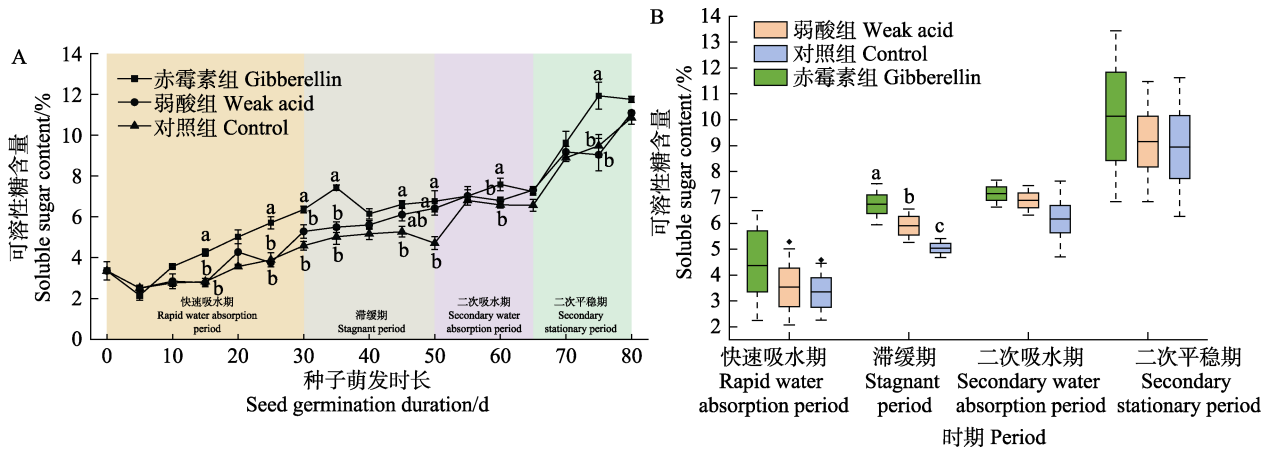 A
可溶性糖含量
Soluble sugar content/%
14
12
10
8
6
4
2
0
赤霉素组 Gibberellin
弱酸组 Weak acid
对照组 Control
a
b
b
a
b
b
a
b
b
a
b
b
a
ab
b
a
a
b
a
b
b
a
b
b
快速吸水期
Rapid water absorption
period
滞缓期
Stagnant period
二次吸水期
Secondary water
absorption period
二次平稳期
Secondary
stationary period
0
10
20
30
40
50
60
70
80
种子萌发时长
Seed germination duration/d
B
可溶性糖含量
Soluble sugar content/%
14
13
12
11
10
9
8
7
6
5
4
3
2
弱酸组 Weak acid
对照组 Control
赤霉素组 Gibberellin
a
b
c
快速吸水期
Rapid water
absorption period
滞缓期
Stagnant
period
二次吸水期
Secondary water
absorption period
二次平稳期
Secondary
stationary period
时期 Period